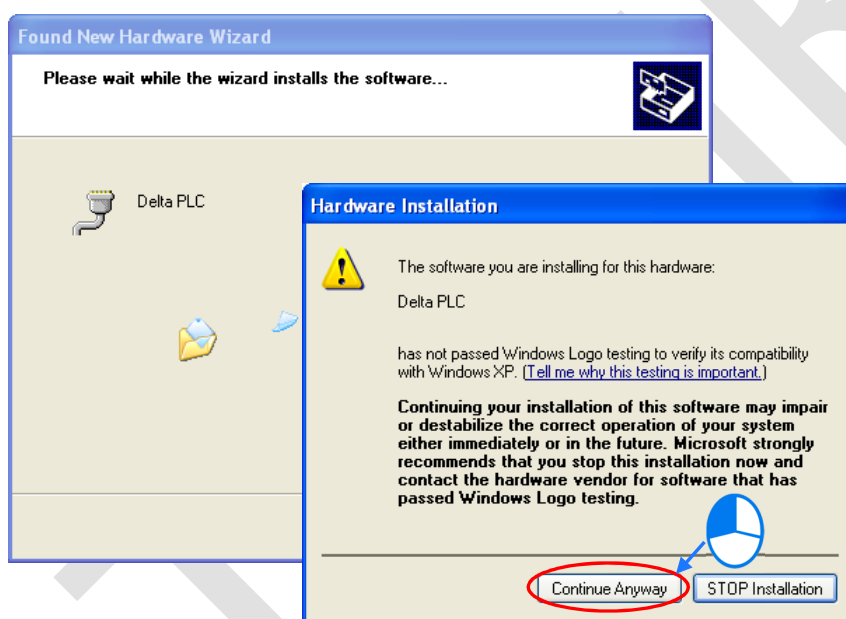 Found New Hardware Wizard
Please wait while the wizard installs the software...
Delta PLC
Hardware Installation
The software you are installing for this hardware:
Delta PLC
has not passed Windows Logo testing to verify its compatibility
with Windows XP. (Tell me why this testing is important.)
Continuing your installation of this software may impair
or destabilize the correct operation of your system
either immediately or in the future. Microsoft strongly
recommends that you stop this installation now and
contact the hardware vendor for software that has
passed Windows Logo testing.
Continue Anyway
STOP Installation